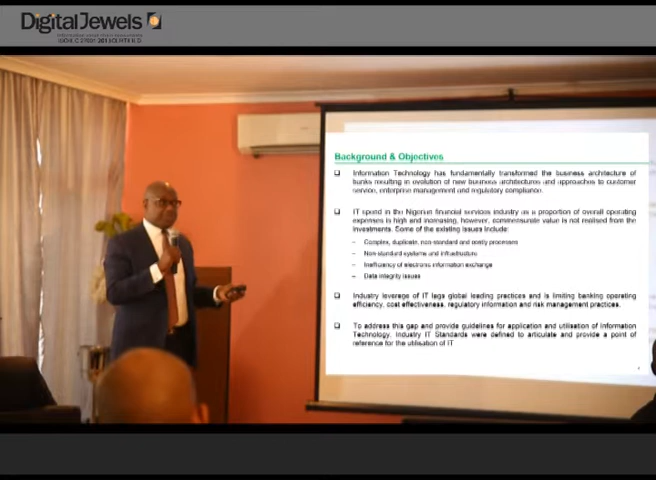 DigitalJewels
Background & Objectives
Information Technology has fundamentally transformed the business architecture of
banks resulting in evolution of new business architectures and approaches to customer
service, enterprise management and regulatory compliance.
IT spend in the Nigerian financial services industry as a proportion of overall operating
expenses is high and increasing, however, commensurate value is not realised from the
investments. Some of the existing issues include:
– Complex, duplicate, non-standard and costly processes
– Non-standard systems and infrastructure
– Inefficiency of electronic information exchange
– Data integrity issues
Industry leverage of IT lags global leading practices and is limiting banking operating
efficiency, cost effectiveness, regulatory information and risk management practices.
To address this gap and provide guidelines for application and utilisation of Information
Technology, Industry IT Standards were defined to articulate and provide a point of
reference for the utilisation of IT